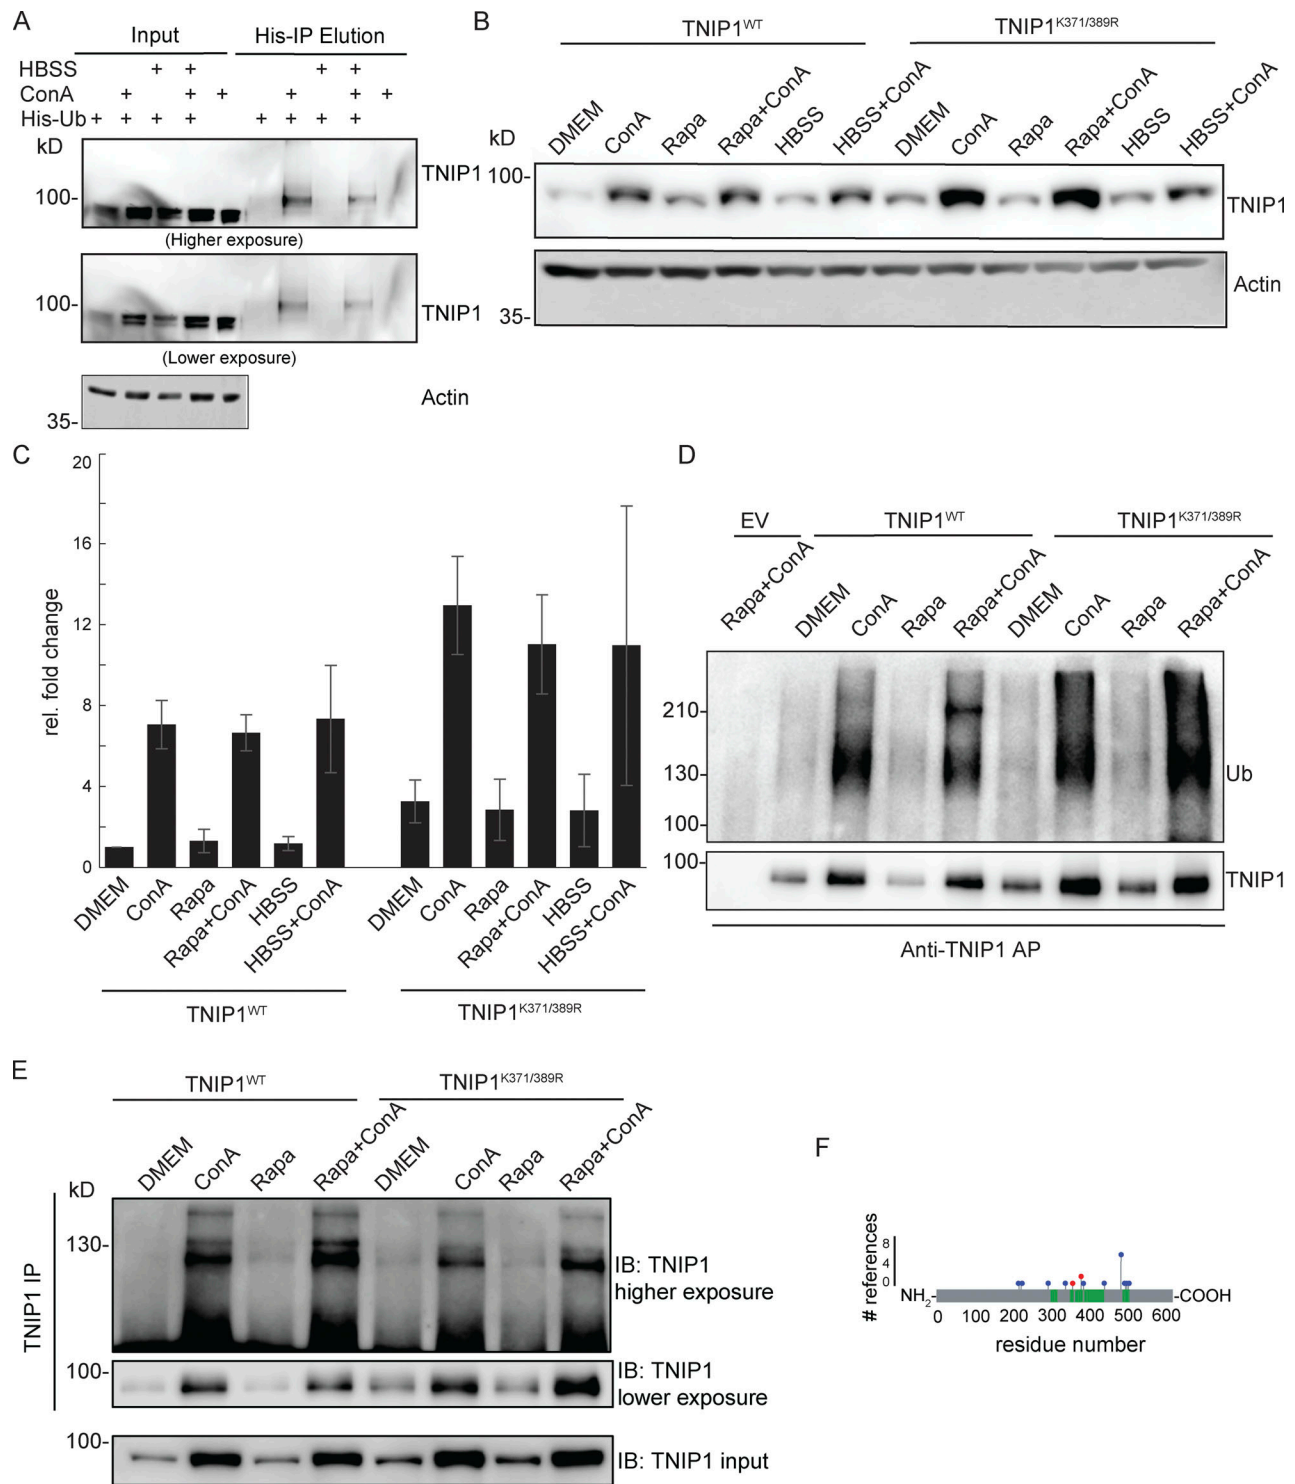 A
Input His-IP Elution
HBSS + + + +
ConA + + + + + +
His-Ub + + + + + + + +
kD
TNIP1
100-
(Higher exposure)
100-
TNIP1
(Lower exposure)
Actin
35-
B
TNIP1WT TNIP1K371/389R
DMEM ConA Rapa Rapa+ConA HBSS HBSS+ConA DMEM ConA Rapa Rapa+ConA HBSS HBSS+ConA
kD
100-
TNIP1
Actin
35-
C
rel. fold change
20
16
12
8
4
0
DMEM ConA Rapa Rapa+ConA HBSS HBSS+ConA DMEM ConA Rapa Rapa+ConA HBSS HBSS+ConA
TNIP1WT TNIP1K371/389R
D
EV TNIP1WT TNIP1K371/389R
Rapa+ConA DMEM ConA Rapa Rapa+ConA DMEM ConA Rapa Rapa+ConA
210-
130-
Ub
100-
100-
TNIP1
Anti-TNIP1 AP
E
TNIP1WT TNIP1K371/389R
DMEM ConA Rapa Rapa+ConA DMEM ConA Rapa Rapa+ConA
kD
TNIP1 IP
130-
IB: TNIP1
higher exposure
100-
IB: TNIP1
lower exposure
100-
IB: TNIP1 input
F
# references
8
4
0
NH2- -COOH
0 100 200 300 400 500 600
residue number